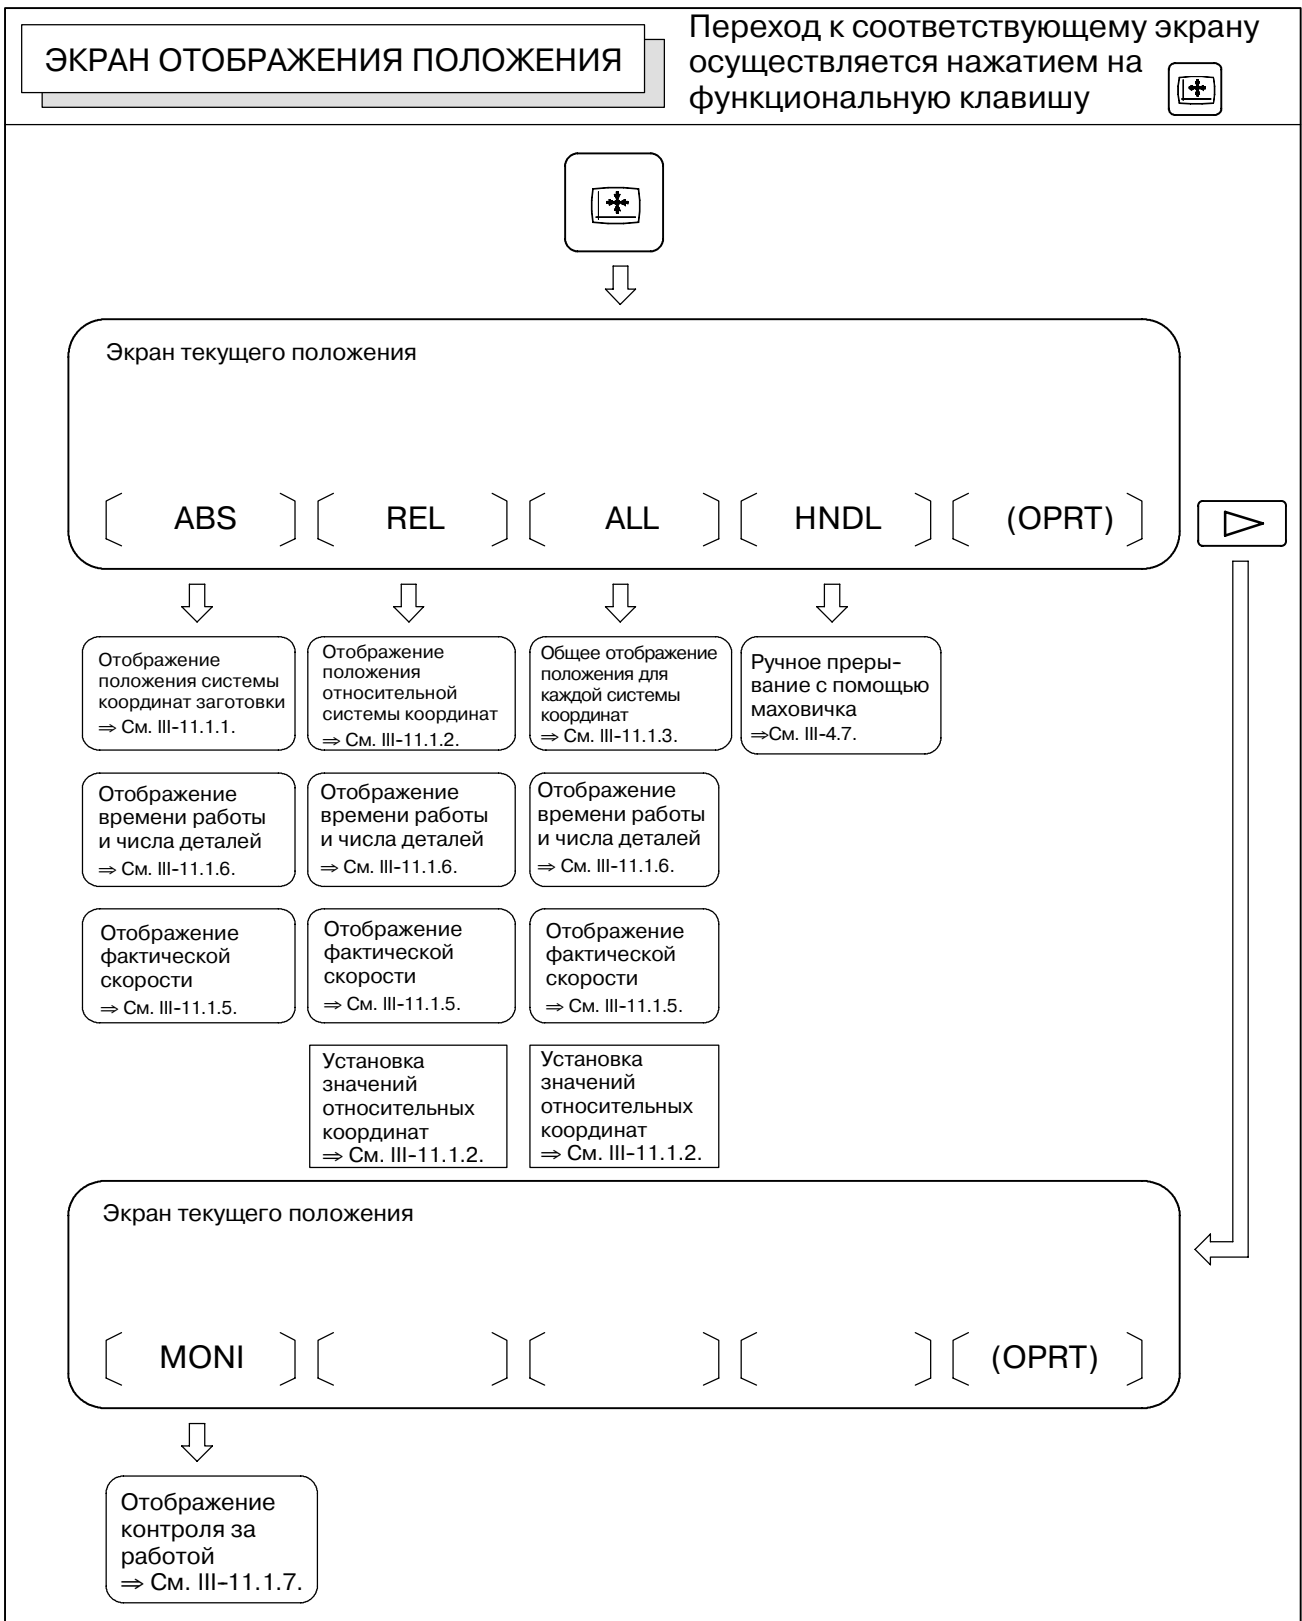 ЭКРАН ОТОБРАЖЕНИЯ ПОЛОЖЕНИЯ
Переход к соответствующему экрану
осуществляется нажатием на
функциональную клавишу
Экран текущего положения
ABS
REL
ALL
HNDL
(OPRT)
Отображение
положения системы
координат заготовки
⇒ См. III-11.1.1.
Отображение
положения
относительной
системы координат
⇒ См. III-11.1.2.
Общее отображение
положения для
каждой системы
координат
⇒ См. III-11.1.3.
Ручное преры-
вание с помощью
маховичка
⇒См. III-4.7.
Отображение
времени работы
и числа деталей
⇒ См. III-11.1.6.
Отображение
времени работы
и числа деталей
⇒ См. III-11.1.6.
Отображение
времени работы
и числа деталей
⇒ См. III-11.1.6.
Отображение
фактической
скорости
⇒ См. III-11.1.5.
Отображение
фактической
скорости
⇒ См. III-11.1.5.
Отображение
фактической
скорости
⇒ См. III-11.1.5.
Установка
значений
относительных
координат
⇒ См. III-11.1.2.
Установка
значений
относительных
координат
⇒ См. III-11.1.2.
Экран текущего положения
MONI
(OPRT)
Отображение
контроля за
работой
⇒ См. III-11.1.7.